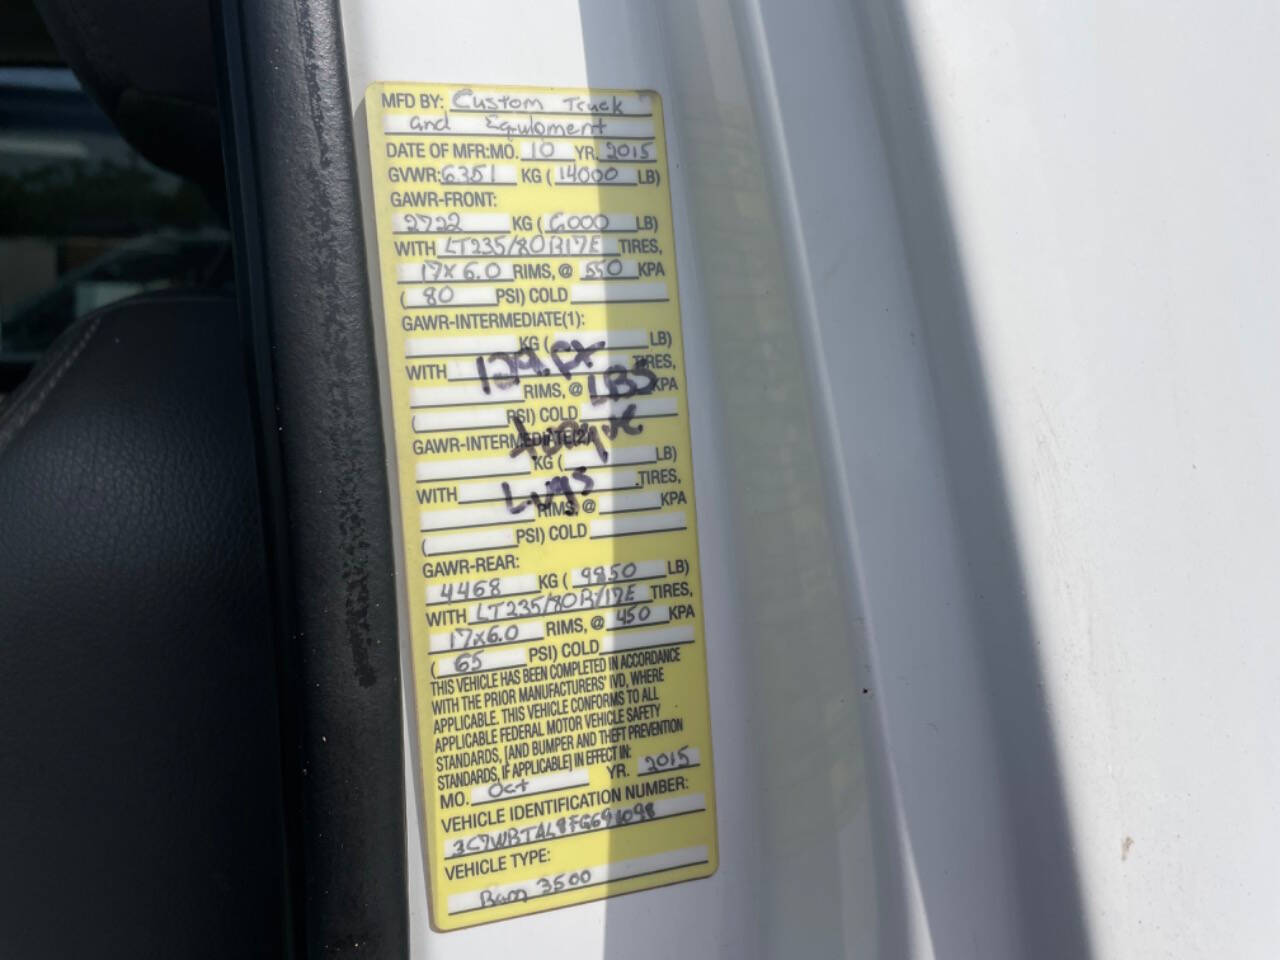 MFD BY: Custom Truck
and Equipment
DATE OF MFR:MO. 10 YR. 2015
GVWR: 6351 KG ( 14000 LB)
GAWR-FRONT:
2722 KG ( 6000 LB)
WITH LT235/80R17E TIRES,
17x6.0 RIMS, @ 550 KPA
( 80 PSI) COLD
GAWR-INTERMEDIATE(1):
KG ( LB)
WITH 129. TIRES,
RIMS, @ LBS KPA
( PSI) COLD
torque
GAWR-INTERMEDIATE(2):
KG ( LB)
WITH Lugs TIRES,
RIMS, @ KPA
( PSI) COLD
GAWR-REAR:
4468 KG ( 9850 LB)
WITH LT235/80R/17E TIRES,
17x6.0 RIMS, @ 450 KPA
( 65 PSI) COLD
THIS VEHICLE HAS BEEN COMPLETED IN ACCORDANCE
WITH THE PRIOR MANUFACTURERS' IVD, WHERE
APPLICABLE. THIS VEHICLE CONFORMS TO ALL
APPLICABLE FEDERAL MOTOR VEHICLE SAFETY
STANDARDS, [AND BUMPER AND THEFT PREVENTION
STANDARDS, IF APPLICABLE] IN EFFECT IN:
MO. Oct YR. 2015
VEHICLE IDENTIFICATION NUMBER:
VEHICLE TYPE:
Ram 3500